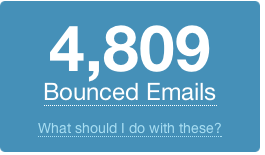 4,809
Bounced Emails
What should I do with these?